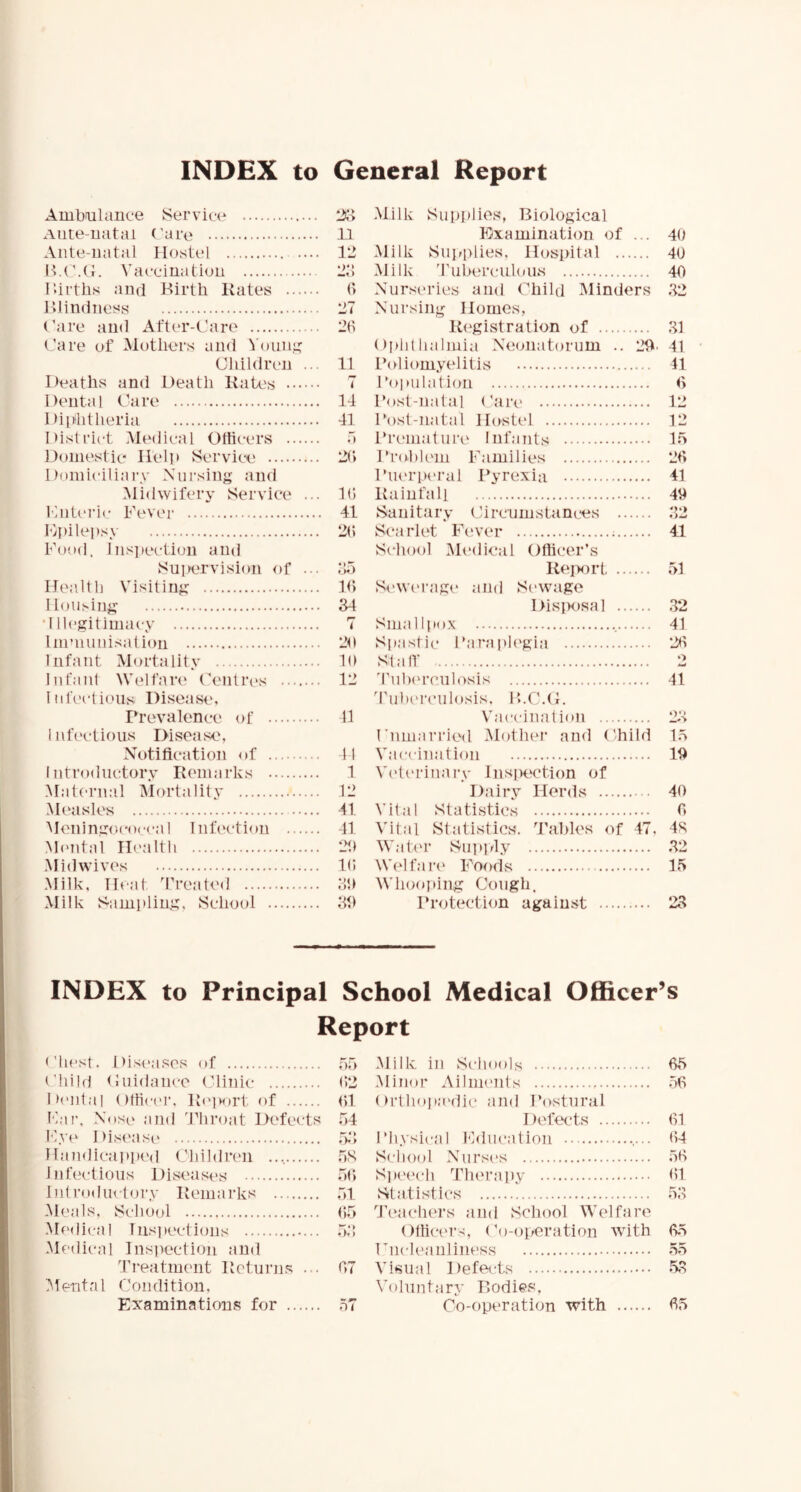 INDEX to General Report
Ambulance Service ............ 23
Ante-natal Care ............ 11
Ante-natal Hostel ............ 12
B.C.G. Vaccination ............ 23
Births and Birth Rates ...... 6
Blindness ............ 27
Care and After-Care ............ 26
Care of Mothers and Young
Children ... 11
Deaths and Death Rates ...... 7
Dental Care ............ 14
Diphtheria ............ 41
District Medical Officers ...... 5
Domestic Help Service ......... 26
Domiciliary Nursing and
Midwifery Service ... 16
Enteric Fever ............ 41
Epilepsy ............ 26
Food, Inspection and
Supervision of ... 35
Health Visiting ............ 16
Housing ............ 34
Illegitimacy ............ 7
Immunisation ............ 20
Infant Mortality ............ 10
Infant Welfare Centres ....... 12
Infectious Disease,
Prevalence of ......... 41
Infectious Disease,
Notification of ......... 41
Introductory Remarks ......... 1
Maternal Mortality ............ 12
Measles ............ 41
Meningococcal Infection ...... 41
Mental Health ............ 29
Midwives ............ 16
Milk, Heat Treated ............ 39
Milk Sampling, School ......... 39
Milk Supplies, Biological
Examination of ... 40
Milk Supplies, Hospital ...... 40
Milk Tuberculous ............ 40
Nurseries and Child Minders 32
Nursing Homes,
Registration of ......... 31
Ophthalmia Neonatorum .. 29, 41
Poliomyelitis ............ 41
Population ............ 6
Post-natal Care ............ 12
Post-natal Hostel ............ 12
Premature Infants ............ 15
Problem Families ............ 26
Puerperal Pyrexia ............ 41
Rainfall ............ 49
Sanitary Circumstances ...... 32
Scarlet Fever ............ 41
School Medical Officer's
Report ...... 51
Sewerage and Sewage
Disposal ...... 32
Smallpox ............ 41
Spastic Paraplegia ............ 26
Staff ............ 2
Tuberculosis ............ 41
Tuberculosis, B.C.G.
Vaccination ......... 23
Unmarried Mother and Child 15
Vaccination ............ 19
Veterinary Inspection of
Dairy Herds ......... 40
Vital Statistics ............ 6
Vital Statistics, Tables of 47, 48
Water Supply ............ 32
Welfare Foods ............ 15
Whooping Cough,
Protection against ......... 23
INDEX to Principal School Medical Officer's
Report
Chest, Diseases of ............ 55
Child Guidance Clinic ......... 62
Dental Officer, Report of ...... 61
Ear, Nose and Throat Defects 54
Eye Disease ............ 53
Handicapped Children ......... 58
Infectious Diseases ............ 56
Introductory Remarks ......... 51
Meals, School ............ 65
Medical Inspections ............ 53
Medical Inspection and
Treatment Returns ... 67
Mental Condition,
Examinations for ...... 57
Milk in Schools ............ 65
Minor Ailments ............ 56
Orthopædic and Postural
Defects ......... 61
Physical Education ............ 64
School Nurses ............ 56
Speech Therapy ............ 61
Statistics ............ 53
Teachers and School Welfare
Officers, Co-operation with 65
Uncleanliness ............ 55
Visual Defects ............ 53
Voluntary Bodies,
Co-operation with ...... 65